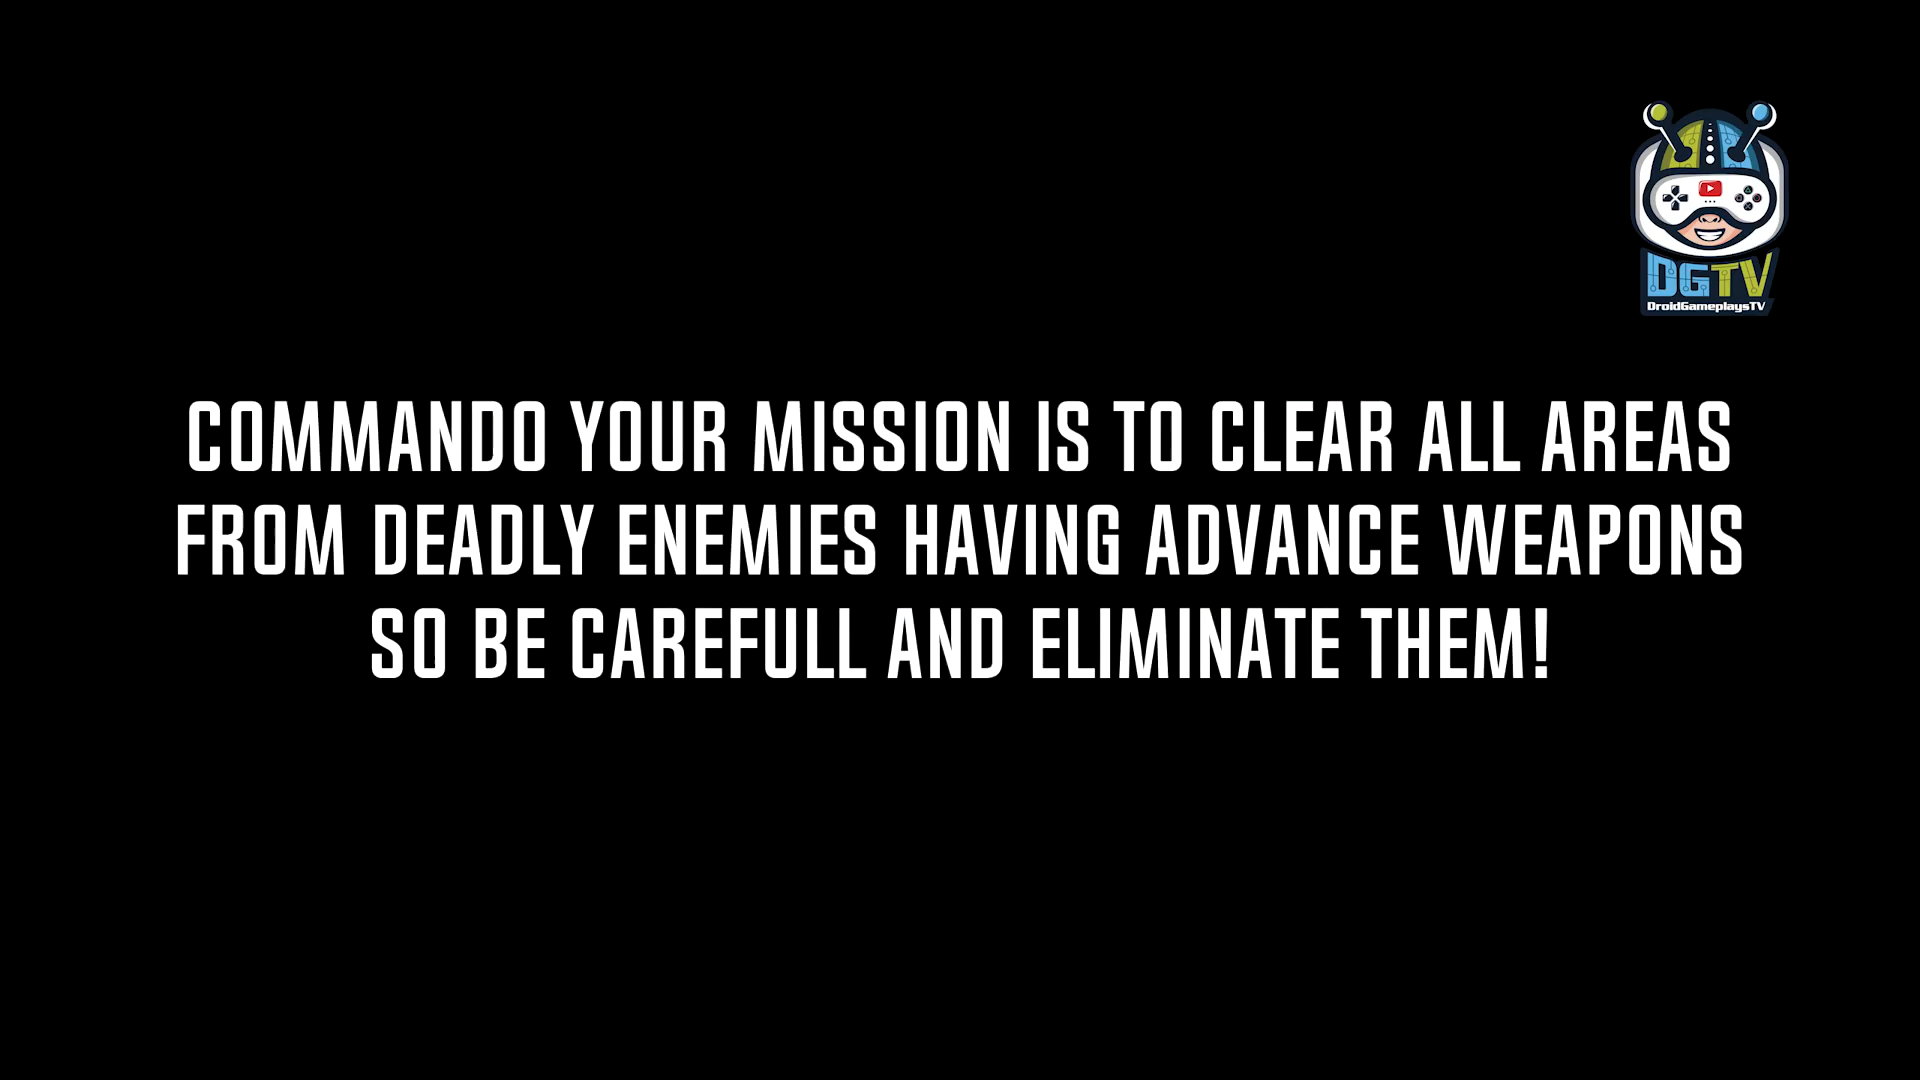 DGTV
DroidGameplaysTV
COMMANDO YOUR MISSION IS TO CLEAR ALL AREAS
FROM DEADLY ENEMIES HAVING ADVANCE WEAPONS
SO BE CAREFULL AND ELIMINATE THEM!